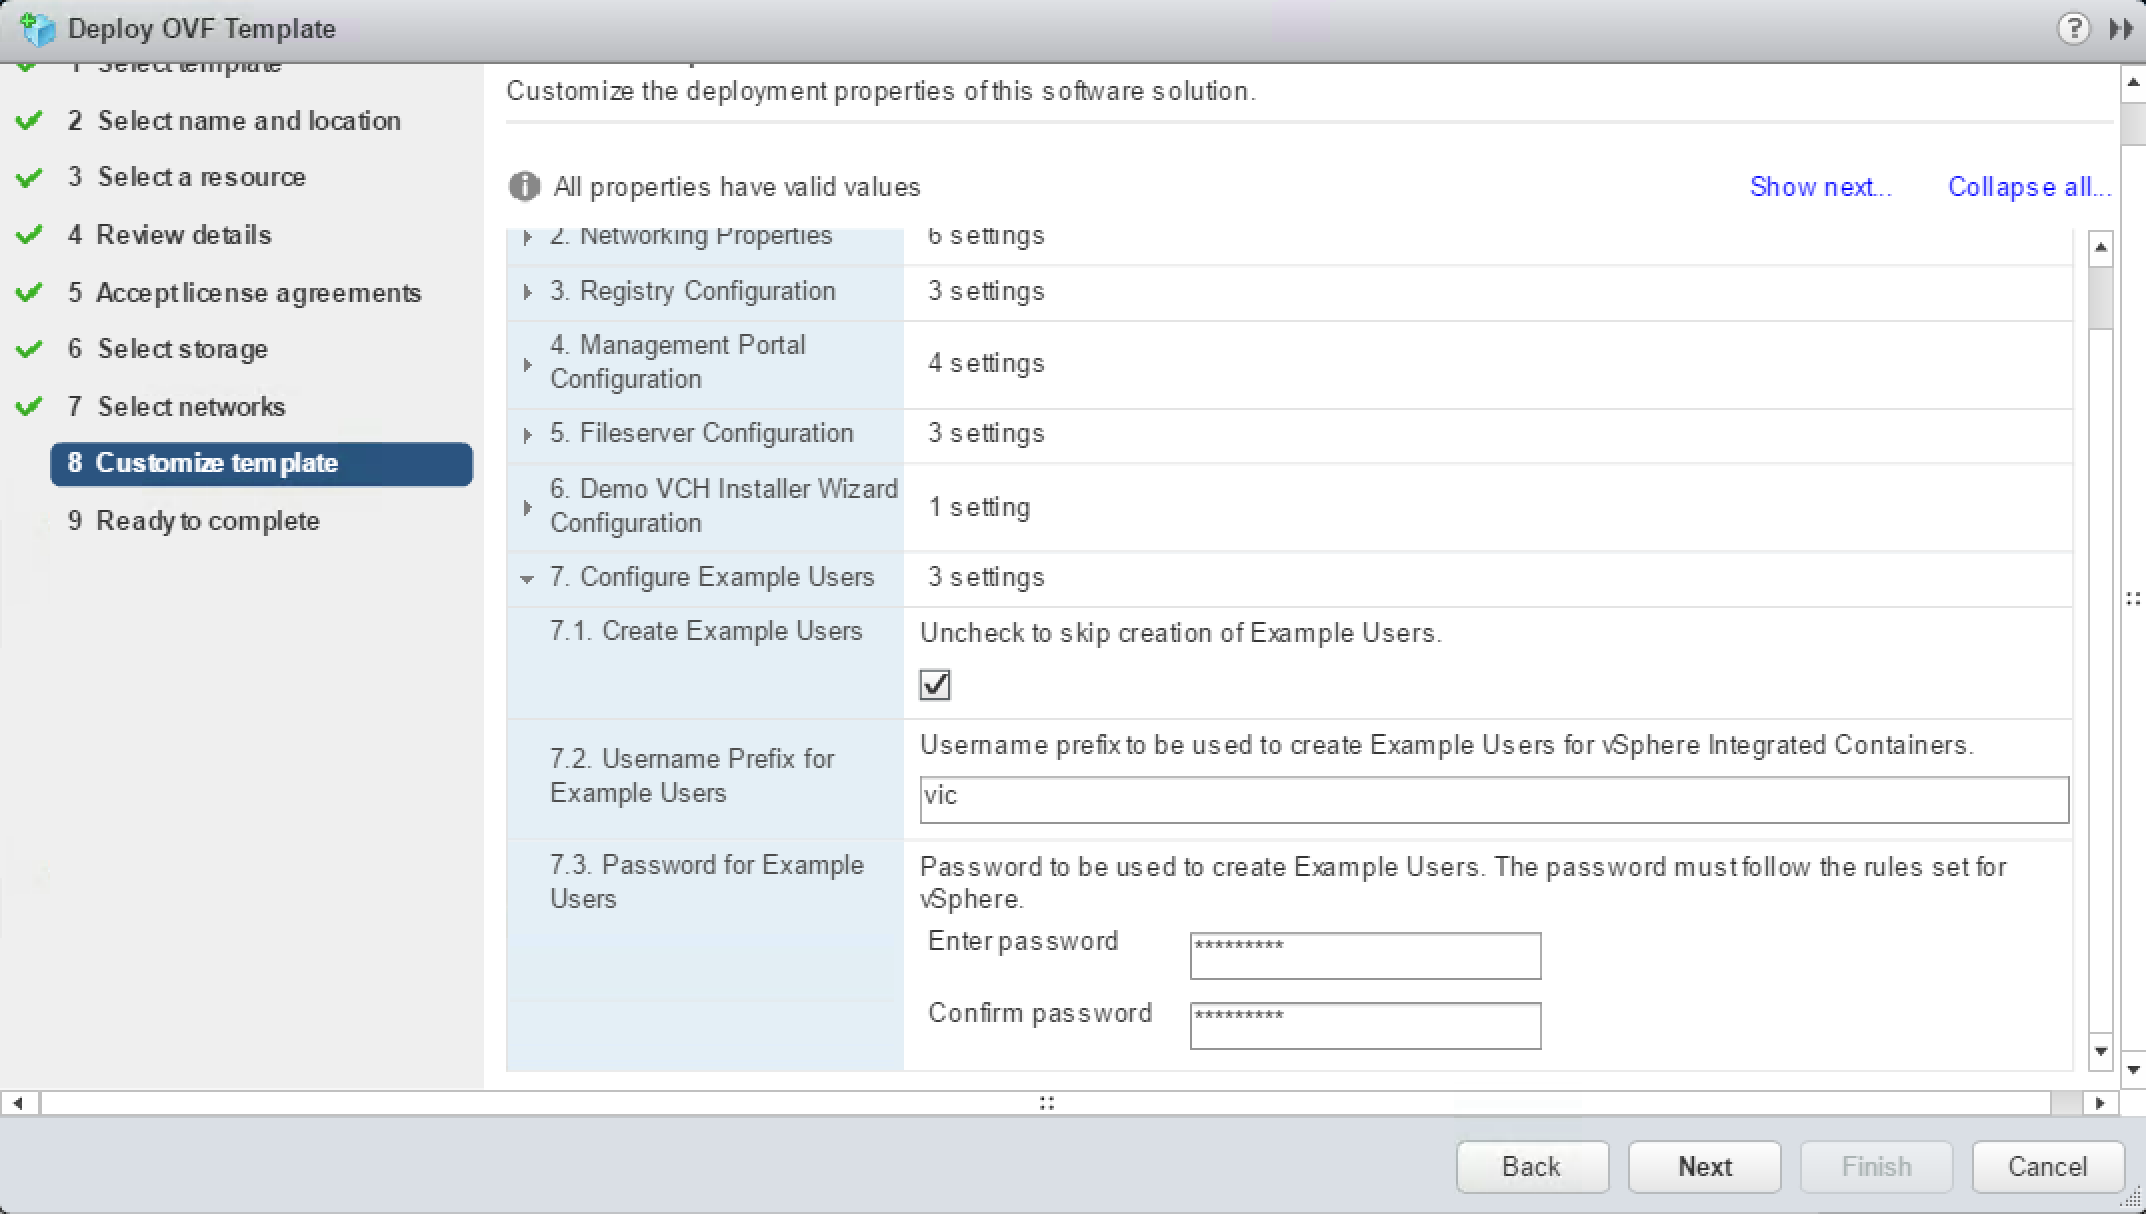 Deploy OVF Template
1 Select template
2 Select name and location
3 Select a resource
4 Review details
5 Accept license agreements
6 Select storage
7 Select networks
8 Customize template
9 Ready to complete
Customize the deployment properties of this software solution.
All properties have valid values
Show next...
Collapse all...
2. Networking Properties
6 settings
3. Registry Configuration
3 settings
4. Management Portal
Configuration
4 settings
5. Fileserver Configuration
3 settings
6. Demo VCH Installer Wizard
Configuration
1 setting
7. Configure Example Users
3 settings
7.1. Create Example Users
Uncheck to skip creation of Example Users.
7.2. Username Prefix for
Example Users
Username prefix to be used to create Example Users for vSphere Integrated Containers.
vic
7.3. Password for Example
Users
Password to be used to create Example Users. The password must follow the rules set for
vSphere.
Enter password
*********
Confirm password
*********
Back
Next
Finish
Cancel